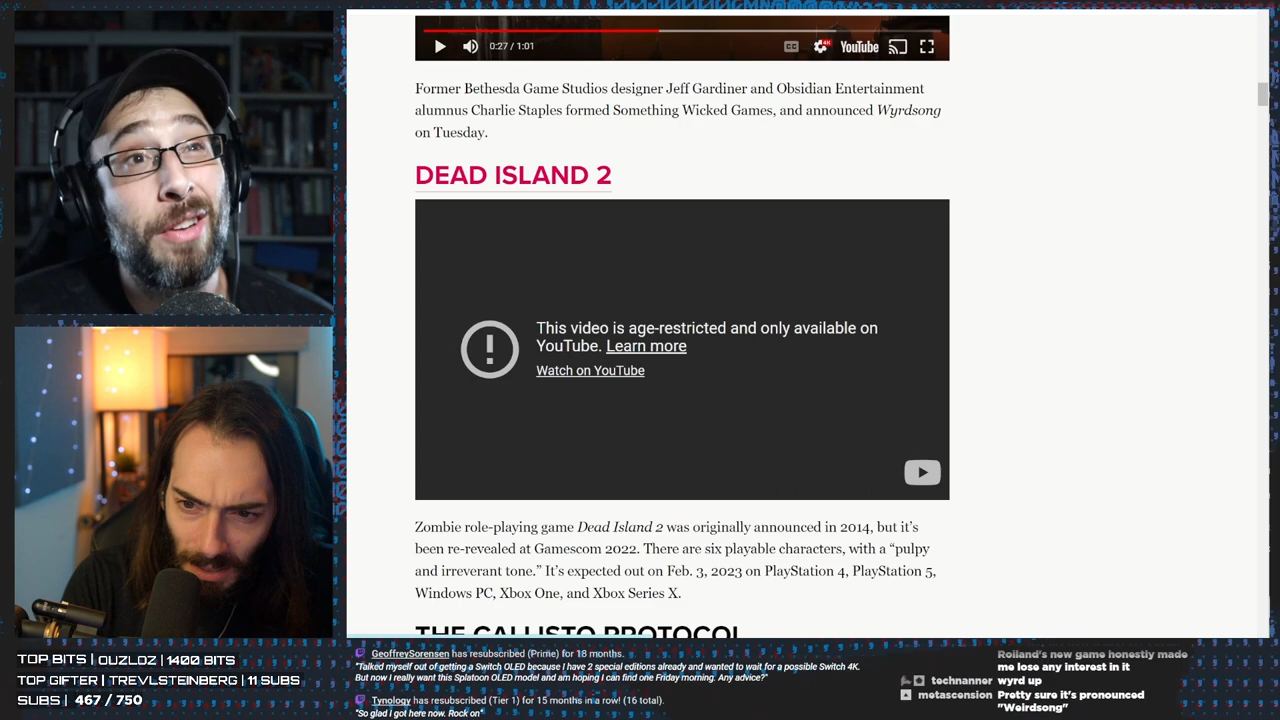 0:27 / 1:01
CC
4K
YouTube
Former Bethesda Game Studios designer Jeff Gardiner and Obsidian Entertainment
alumnus Charlie Staples formed Something Wicked Games, and announced Wyrdsong
on Tuesday.
DEAD ISLAND 2
This video is age-restricted and only available on
YouTube. Learn more
Watch on YouTube
Zombie role-playing game Dead Island 2 was originally announced in 2014, but it's
been re-revealed at Gamescom 2022. There are six playable characters, with a “pulpy
and irreverant tone.” It's expected out on Feb. 3, 2023 on PlayStation 4, PlayStation 5,
Windows PC, Xbox One, and Xbox Series X.
THE CALLISTO PROTOCOL
TOP BITS | OUZLDZ | 1400 BITS
TOP GIFTER | TREVLSTEINBERG | 11 SUBS
SUBS | 467 / 750
GeoffreySorensen has resubscribed (Prime) for 18 months.
"Talked myself out of getting a Switch OLED because I have 2 special editions already and wanted to wait for a possible Switch 4K.
But now I really want this Splatoon OLED model and am hoping I can find one Friday morning. Any advice?"
Tynology has resubscribed (Tier 1) for 15 months in a row! (16 total).
"So glad I got here now. Rock on"
Roiland's new game honestly made
me lose any interest in it
technanner wyrd up
metascension Pretty sure it's pronounced
"Weirdsong"